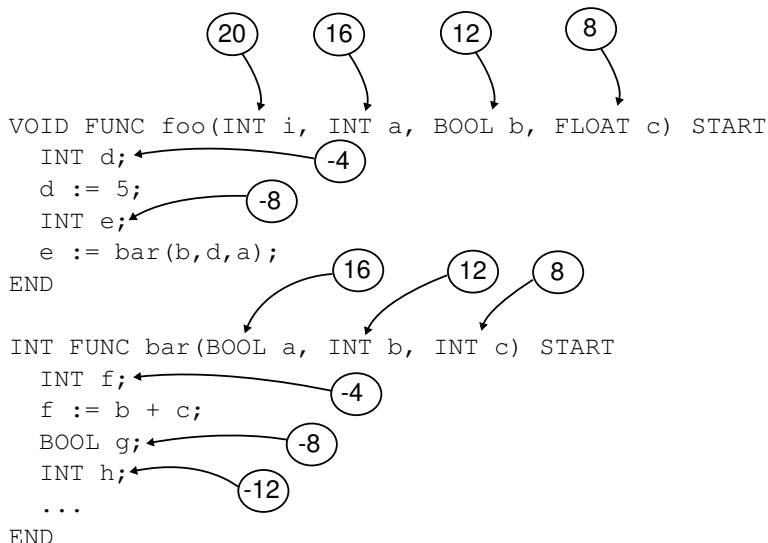 20 16 12 8
VOID FUNC foo(INT i, INT a, BOOL b, FLOAT c) START
INT d;
-4
d := 5;
-8
INT e;
e := bar(b,d,a);
END
16 12 8
INT FUNC bar(BOOL a, INT b, INT c) START
INT f;
-4
f := b + c;
BOOL g;
-8
INT h;
-12
...
END